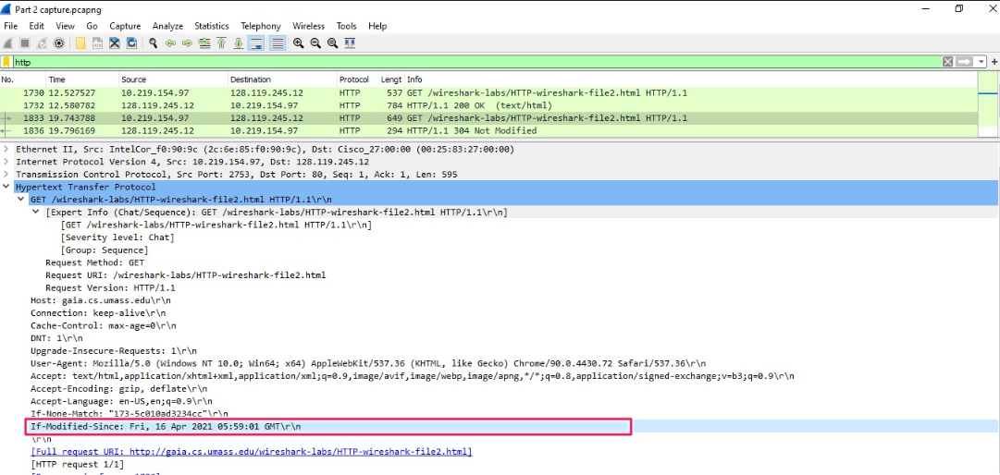 Part 2 capture.pcapng
File Edit View Go Capture Analyze Statistics Telephony Wireless Tools Help
http
No. Time Source Destination Protocol Lengt Info
1730 12.527527 10.219.154.97 128.119.245.12 HTTP 537 GET /wireshark-labs/HTTP-wireshark-file2.html HTTP/1.1
1732 12.580782 128.119.245.12 10.219.154.97 HTTP 784 HTTP/1.1 200 OK (text/html)
1833 19.743788 10.219.154.97 128.119.245.12 HTTP 649 GET /wireshark-labs/HTTP-wireshark-file2.html HTTP/1.1
1836 19.796169 128.119.245.12 10.219.154.97 HTTP 294 HTTP/1.1 304 Not Modified
Ethernet II, Src: IntelCor_f0:90:9c (2c:6e:85:f0:90:9c), Dst: Cisco_27:00:00 (00:25:83:27:00:00)
Internet Protocol Version 4, Src: 10.219.154.97, Dst: 128.119.245.12
Transmission Control Protocol, Src Port: 2753, Dst Port: 80, Seq: 1, Ack: 1, Len: 595
Hypertext Transfer Protocol
GET /wireshark-labs/HTTP-wireshark-file2.html HTTP/1.1\r\n
[Expert Info (Chat/Sequence): GET /wireshark-labs/HTTP-wireshark-file2.html HTTP/1.1\r\n]
[GET /wireshark-labs/HTTP-wireshark-file2.html HTTP/1.1\r\n]
[Severity level: Chat]
[Group: Sequence]
Request Method: GET
Request URI: /wireshark-labs/HTTP-wireshark-file2.html
Request Version: HTTP/1.1
Host: gaia.cs.umass.edu\r\n
Connection: keep-alive\r\n
Cache-Control: max-age=0\r\n
DNT: 1\r\n
Upgrade-Insecure-Requests: 1\r\n
User-Agent: Mozilla/5.0 (Windows NT 10.0; Win64; x64) AppleWebKit/537.36 (KHTML, like Gecko) Chrome/90.0.4430.72 Safari/537.36\r\n
Accept: text/html,application/xhtml+xml,application/xml;q=0.9,image/avif,image/webp,image/apng,*/*;q=0.8,application/signed-exchange;v=b3;q=0.9\r\n
Accept-Encoding: gzip, deflate\r\n
Accept-Language: en-US,en;q=0.9\r\n
If-None-Match: "173-5c010ad3234cc"\r\n
If-Modified-Since: Fri, 16 Apr 2021 05:59:01 GMT\r\n
\r\n
[Full request URI: http://gaia.cs.umass.edu/wireshark-labs/HTTP-wireshark-file2.html]
[HTTP request 1/1]